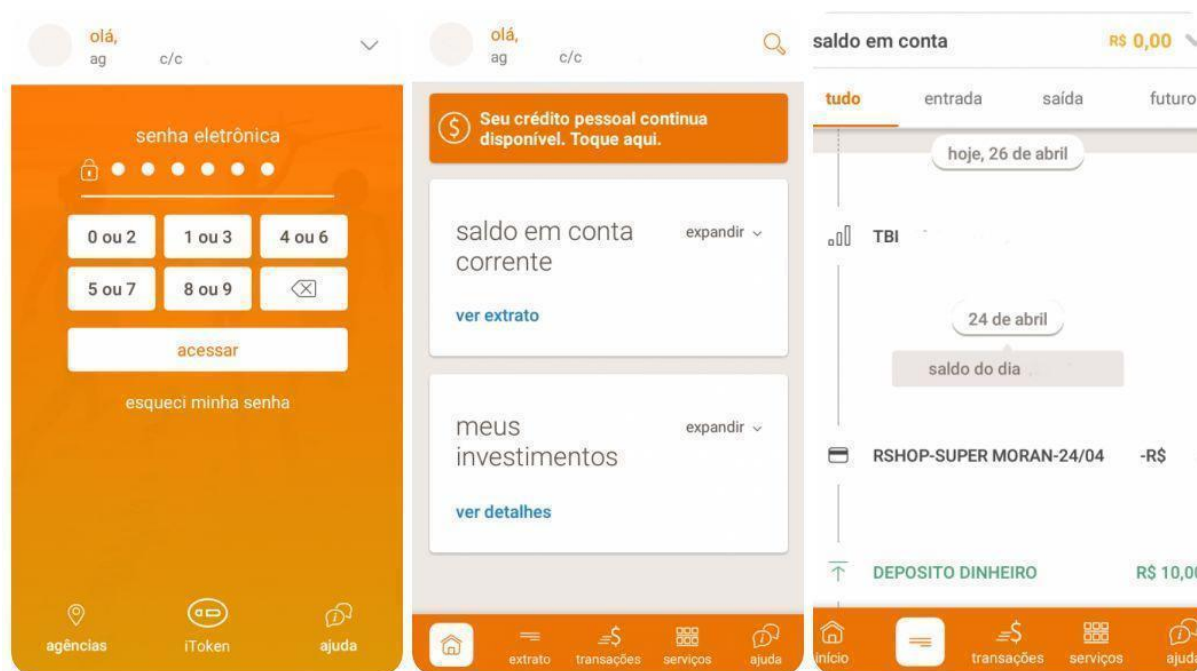 olá,
ag c/c
senha eletrônica
0 ou 2 1 ou 3 4 ou 6
5 ou 7 8 ou 9
acessar
esqueci minha senha
agências iToken ajuda
olá,
ag c/c
Seu crédito pessoal continua
disponível. Toque aqui.
saldo em conta
corrente
expandir
ver extrato
meus
investimentos
expandir
ver detalhes
extrato transações serviços ajuda
saldo em conta R$ 0,00
tudo entrada saída futuro
hoje, 26 de abril
TBI
24 de abril
saldo do dia
RSHOP-SUPER MORAN-24/04 -R$
DEPOSITO DINHEIRO R$ 10,00
início transações serviços ajuda